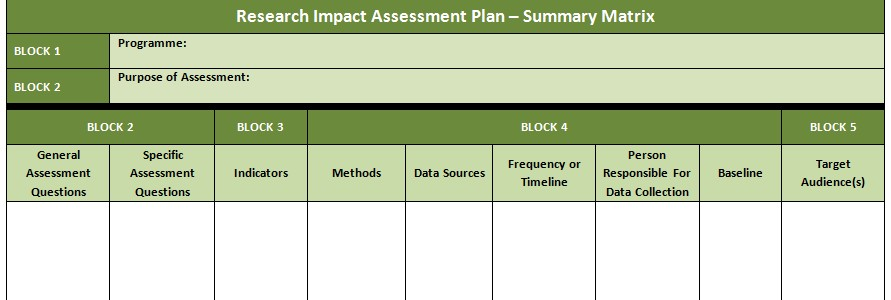 Research Impact Assessment Plan – Summary Matrix
BLOCK 1
Programme:
BLOCK 2
Purpose of Assessment:
BLOCK 2
BLOCK 3
BLOCK 4
BLOCK 5
General
Assessment
Questions
Specific
Assessment
Questions
Indicators
Methods
Data Sources
Frequency or
Timeline
Person
Responsible For
Data Collection
Baseline
Target
Audience(s)